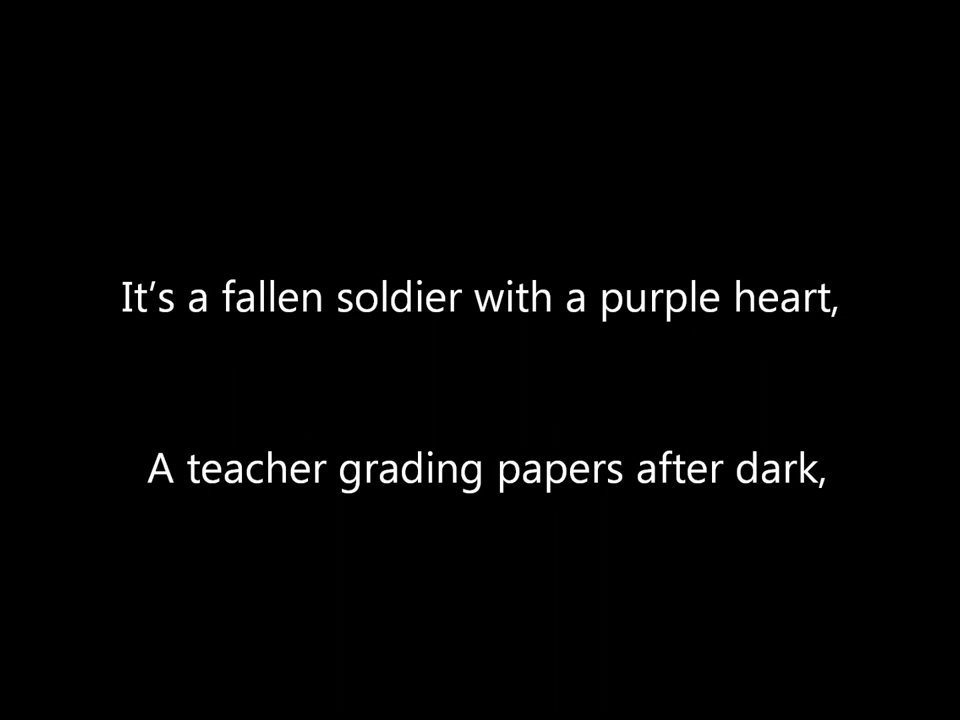 It’s a fallen soldier with a purple heart,
A teacher grading papers after dark,